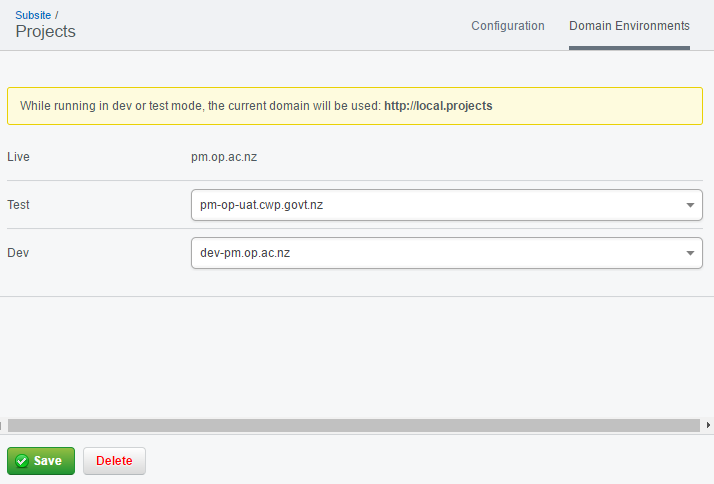 Subsite /
Projects
Configuration
Domain Environments
While running in dev or test mode, the current domain will be used: http://local.projects
Live pm.op.ac.nz
Test pm-op-uat.cwp.govt.nz
Dev dev-pm.op.ac.nz
Save Delete